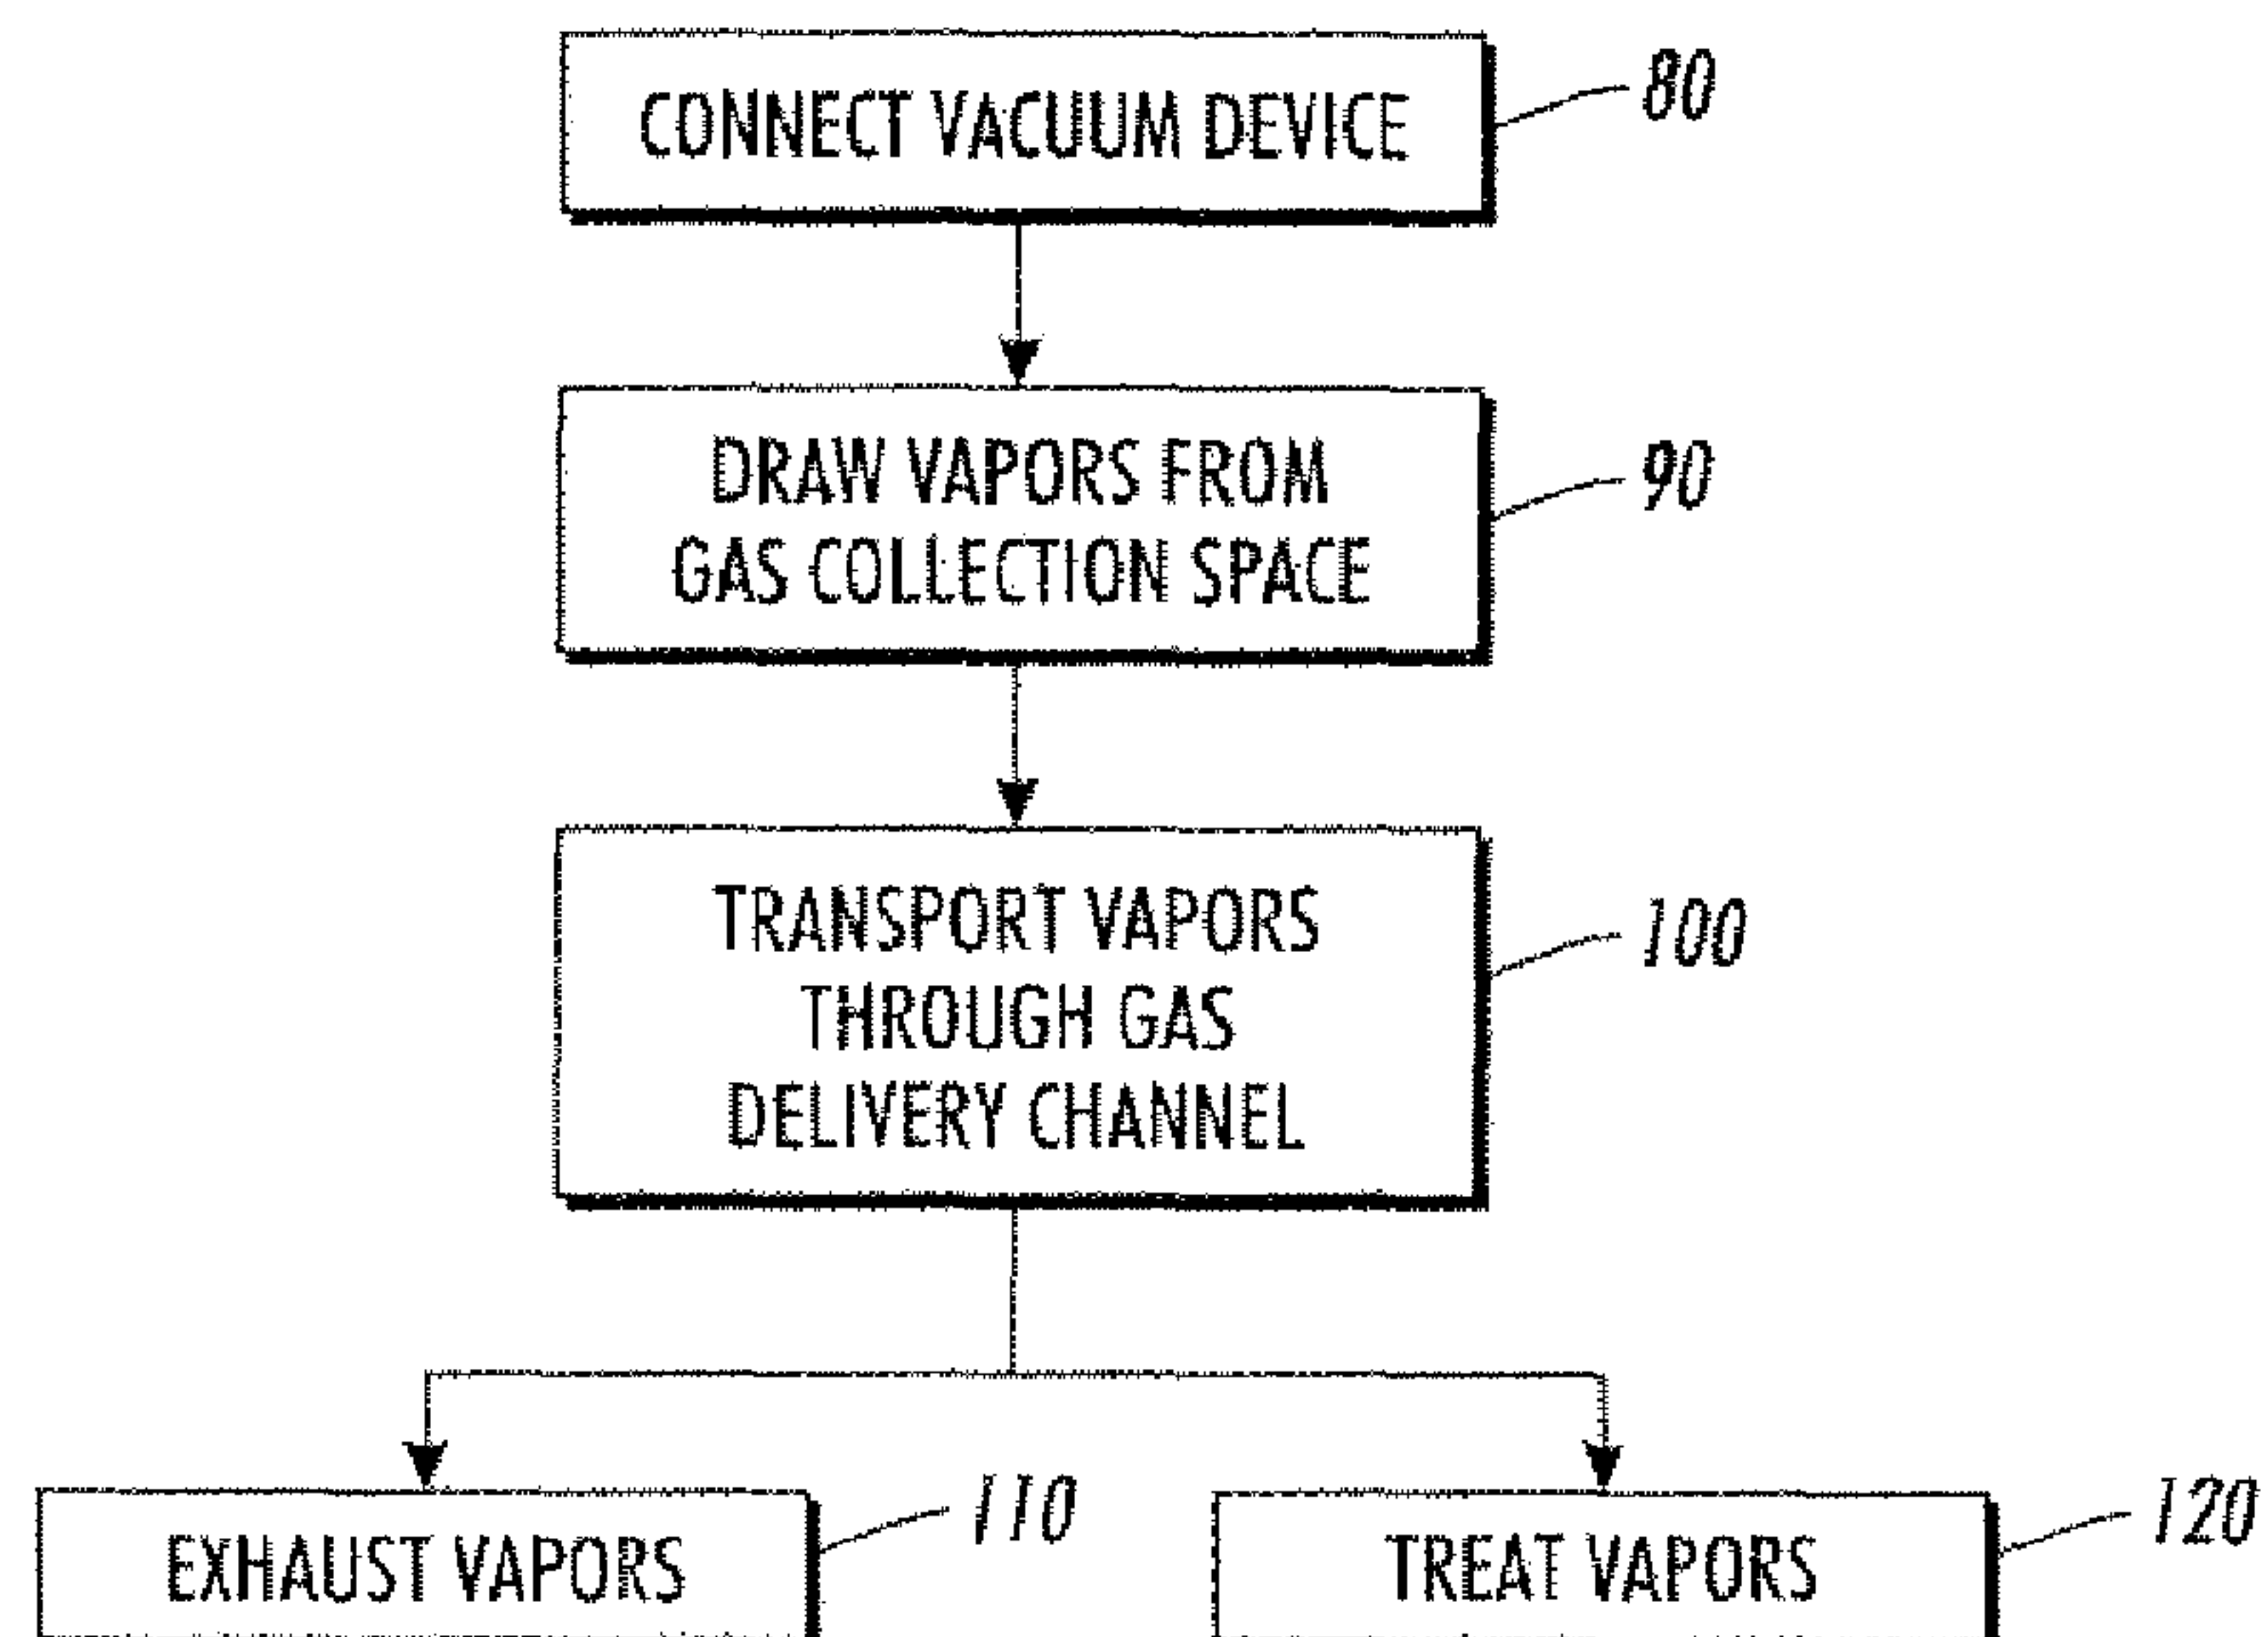 CONNECT VACUUM DEVICE
80
DRAW VAPORS FROM
GAS COLLECTION SPACE
90
TRANSPORT VAPORS
THROUGH GAS
DELIVERY CHANNEL
100
EXHAUST VAPORS
110
TREAT VAPORS
120